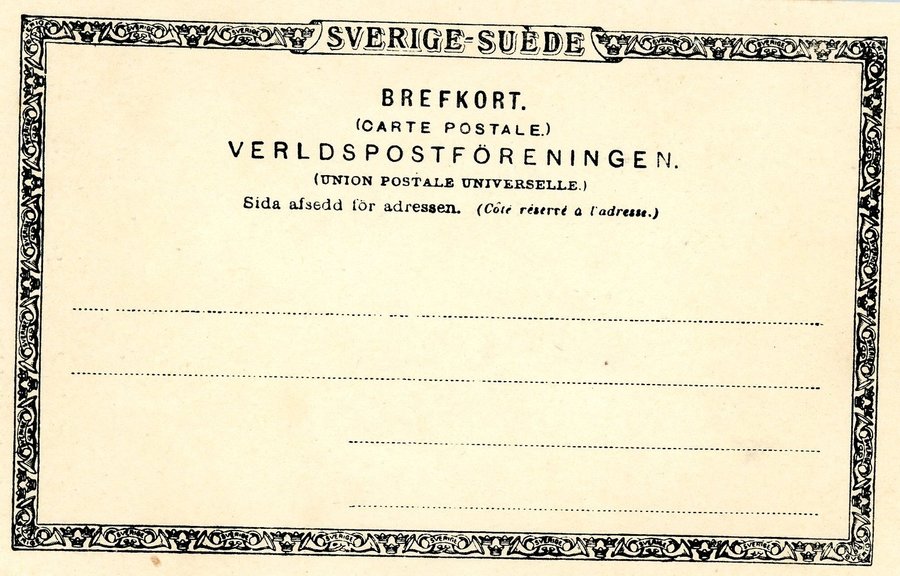 SVERIGE-SUÈDE
BREFKORT.
(CARTE POSTALE.)
VERLDSPOSTFÖRENINGEN.
(UNION POSTALE UNIVERSELLE.)
Sida afsedd för adressen. (Côté réservé a l'adresse.)